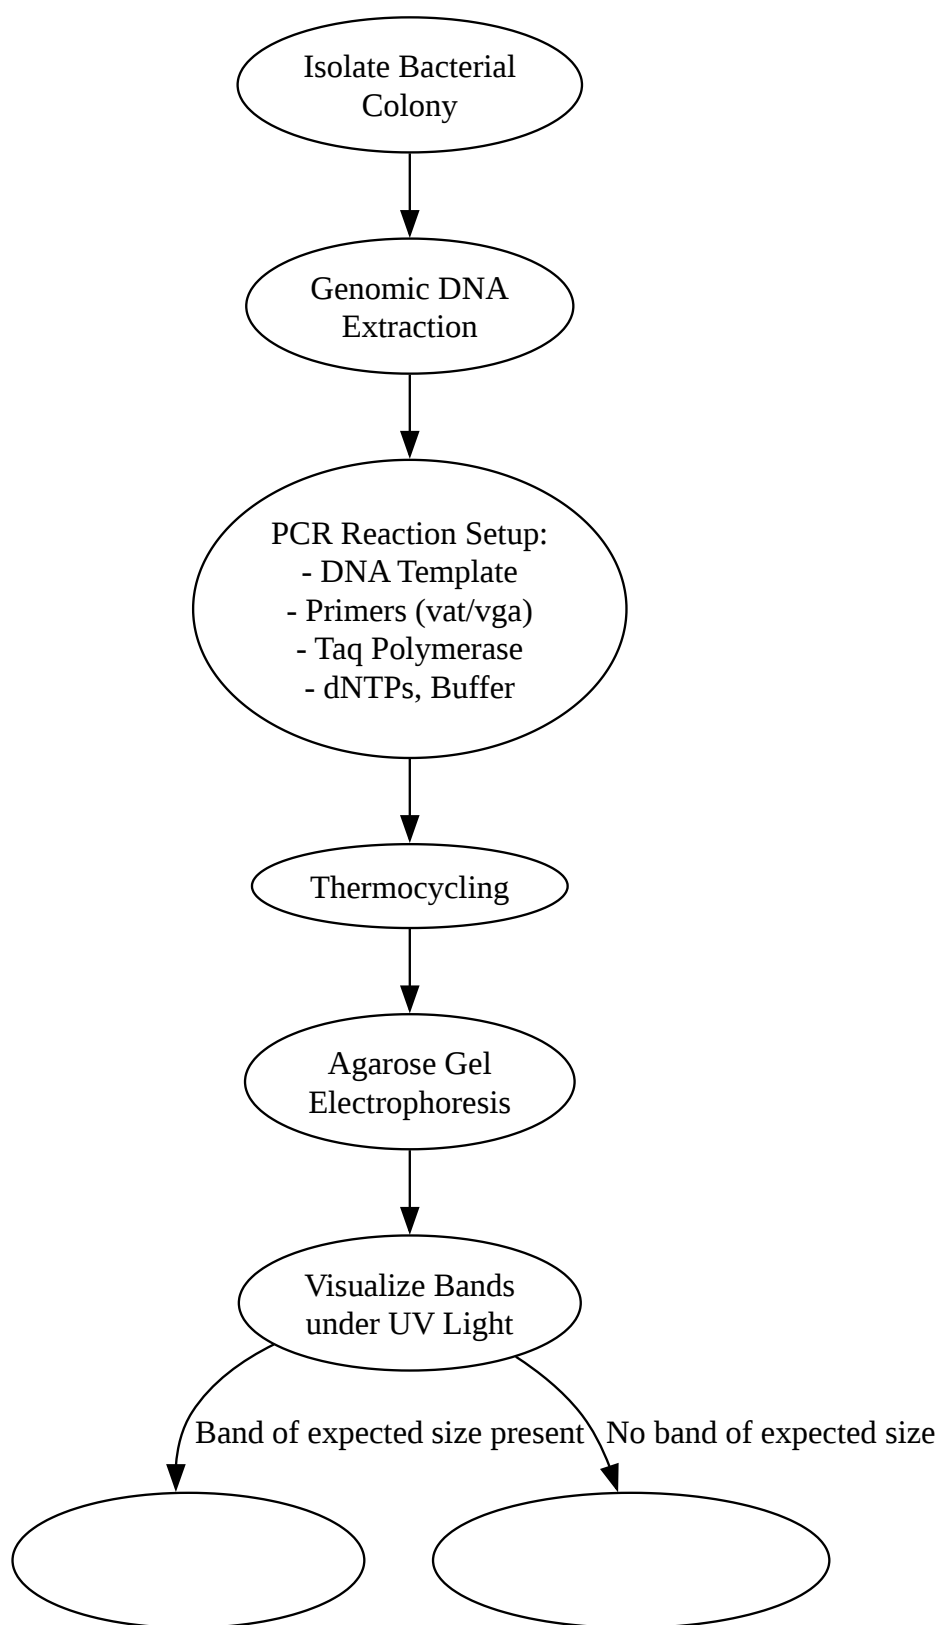 Isolate Bacterial
Colony
Genomic DNA
Extraction
PCR Reaction Setup:
- DNA Template
- Primers (vat/vga)
- Taq Polymerase
- dNTPs, Buffer
Thermocycling
Agarose Gel
Electrophoresis
Visualize Bands
under UV Light
Band of expected size present
No band of expected size